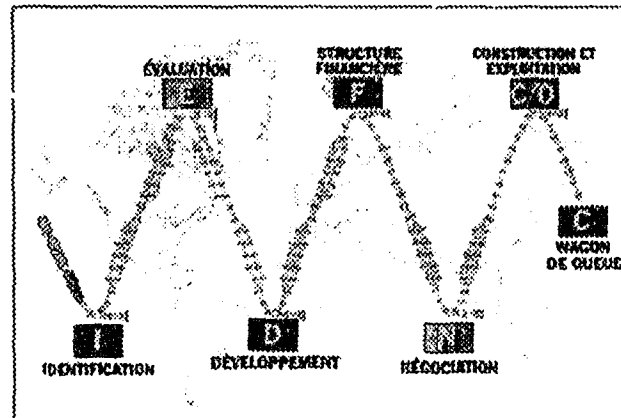 ÉVALUATION
E
STRUCTURE
FINANCIÈRE
F
CONSTRUCTION ET
EXPLOITATION
C/O
C
WAGON
DE QUEUE
I
IDENTIFICATION
D
DÉVELOPPEMENT
N
NÉGOCIATION